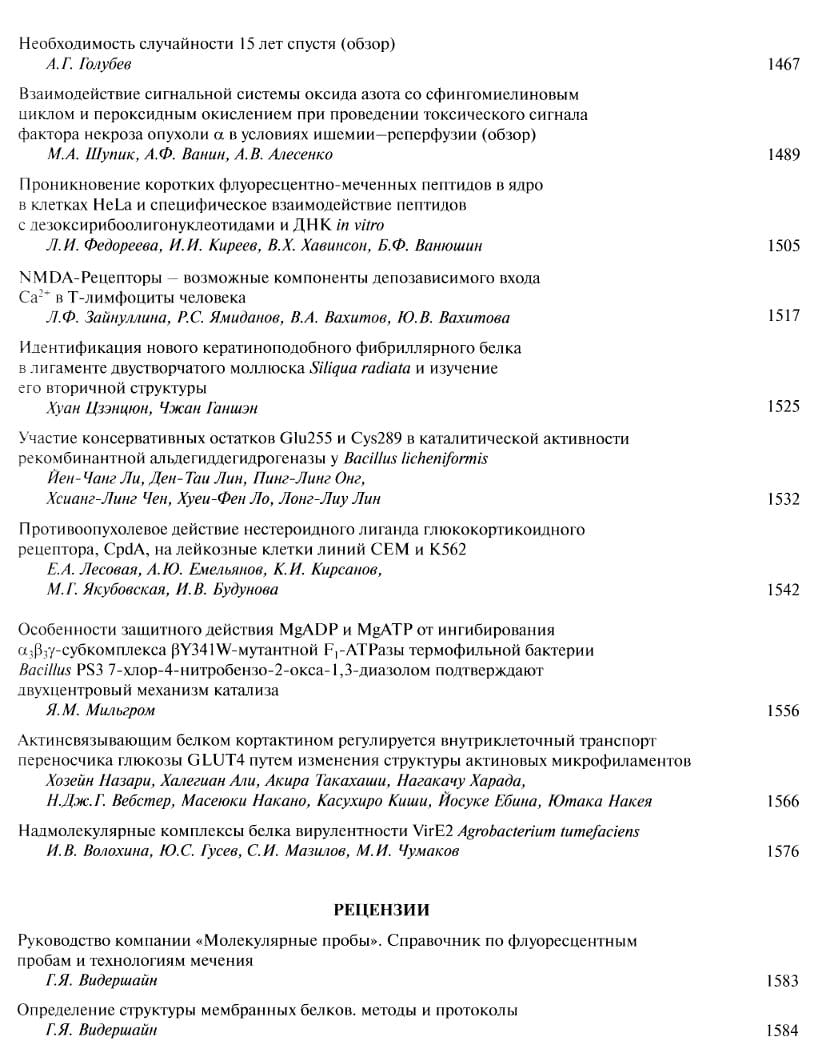 Необходимость случайности 15 лет спустя (обзор)
А.Г. Голубев 1467
Взаимодействие сигнальной системы оксида азота со сфингомиелиновым
циклом и пероксидным окислением при проведении токсического сигнала
фактора некроза опухоли α в условиях ишемии–реперфузии (обзор)
М.А. Шупик, А.Ф. Ванин, А.В. Алесенко 1489
Проникновение коротких флуоресцентно-меченных пептидов в ядро
в клетках HeLa и специфическое взаимодействие пептидов
с дезоксирибоолигонуклеотидами и ДНК in vitro
Л.И. Федореева, И.И. Киреев, В.Х. Хавинсон, Б.Ф. Ванюшин 1505
NMDA-Рецепторы – возможные компоненты депозависимого входа
Ca²⁺ в Т-лимфоциты человека
Л.Ф. Зайнуллина, Р.С. Ямиданов, В.А. Вахитов, Ю.В. Вахитова 1517
Идентификация нового кератиноподобного фибриллярного белка
в лигаменте двустворчатого моллюска Siliqua radiata и изучение
его вторичной структуры
Хуан Цзэнцюн, Чжан Ганшэн 1525
Участие консервативных остатков Glu255 и Cys289 в каталитической активности
рекомбинантной альдегиддегидрогеназы у Bacillus licheniformis
Йен-Чанг Ли, Ден-Таи Лин, Пинг-Линг Онг,
Хсианг-Линг Чен, Хуеи-Фен Ло, Лонг-Лиу Лин 1532
Противоопухолевое действие нестероидного лиганда глюкокортикоидного
рецептора, CpdA, на лейкозные клетки линий CEM и K562
Е.А. Лесовая, А.Ю. Емельянов, К.И. Кирсанов,
М.Г. Якубовская, И.В. Будунова 1542
Особенности защитного действия MgADP и MgATP от ингибирования
α₃β₃γ-субкомплекса βY341W-мутантной F₁-АТРазы термофильной бактерии
Bacillus PS3 7-хлор-4-нитробензо-2-окса-1,3-диазолом подтверждают
двухцентровый механизм катализа
Я.М. Мильгром 1556
Актинсвязывающим белком кортактином регулируется внутриклеточный транспорт
переносчика глюкозы GLUT4 путем изменения структуры актиновых микрофиламентов
Хозейн Назари, Халегиан Али, Акира Такахаши, Нагакачу Харада,
Н.Дж.Г. Вебстер, Масеюки Накано, Касухиро Киши, Йосуке Ебина, Ютака Накея 1566
Надмолекулярные комплексы белка вирулентности VirE2 Agrobacterium tumefaciens
И.В. Волохина, Ю.С. Гусев, С.И. Мазилов, М.И. Чумаков 1576
РЕЦЕНЗИИ
Руководство компании «Молекулярные пробы». Справочник по флуоресцентным
пробам и технологиям мечения
Г.Я. Видершайн 1583
Определение структуры мембранных белков. методы и протоколы
Г.Я. Видершайн 1584